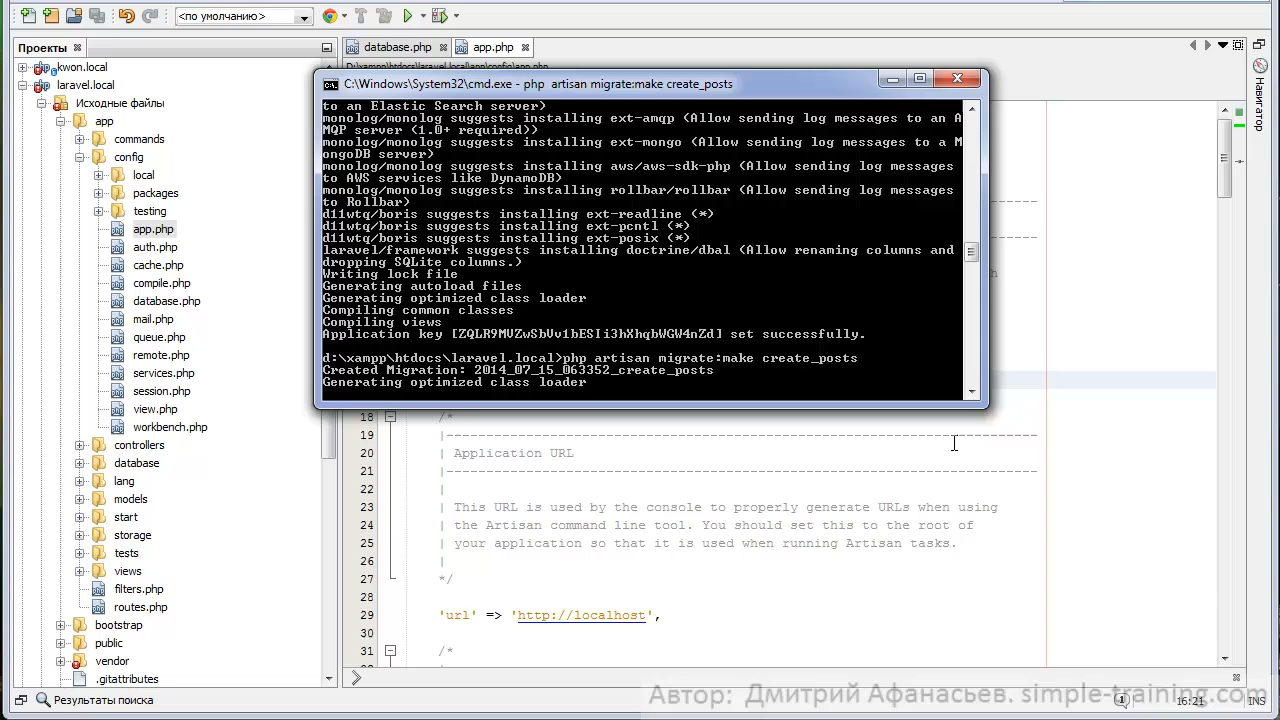 <по умолчанию>
Проекты
database.php
app.php
D:\xampp\htdocs\laravel.local\app\config\app.php
kwon.local
laravel.local
Исходные файлы
app
commands
config
local
packages
testing
app.php
auth.php
cache.php
compile.php
database.php
mail.php
queue.php
remote.php
services.php
session.php
view.php
workbench.php
controllers
database
lang
models
start
storage
tests
views
filters.php
routes.php
bootstrap
public
vendor
.gitattributes
Результаты поиска
C:\Windows\System32\cmd.exe - php artisan migrate:make create_posts
to an Elastic Search server)
monolog/monolog suggests installing ext-amqp (Allow sending log messages to an A
MQP server (1.0+ required))
monolog/monolog suggests installing ext-mongo (Allow sending log messages to a M
ongoDB server)
monolog/monolog suggests installing aws/aws-sdk-php (Allow sending log messages
to AWS services like DynamoDB)
monolog/monolog suggests installing rollbar/rollbar (Allow sending log messages
to Rollbar)
d11wtq/boris suggests installing ext-readline (*)
d11wtq/boris suggests installing ext-pcntl (*)
d11wtq/boris suggests installing ext-posix (*)
laravel/framework suggests installing doctrine/dbal (Allow renaming columns and
dropping SQLite columns.)
Writing lock file
Generating autoload files
Generating optimized class loader
Compiling common classes
Compiling views
Application key [ZQLR9MVZwSbVv1bESIi3hXhqbWGW4nZd] set successfully.
d:\xampp\htdocs\laravel.local>php artisan migrate:make create_posts
Created Migration: 2014_07_15_063352_create_posts
Generating optimized class loader
18 /*
19 |--------------------------------------------------------------------------
20 | Application URL
21 |--------------------------------------------------------------------------
22 |
23 | This URL is used by the console to properly generate URLs when using
24 | the Artisan command line tool. You should set this to the root of
25 | your application so that it is used when running Artisan tasks.
26 |
27 */
28
29 'url' => 'http://localhost',
30
31 /*
Навигатор
Автор: Дмитрий Афанасьев. simple-training.com
16:21
INS